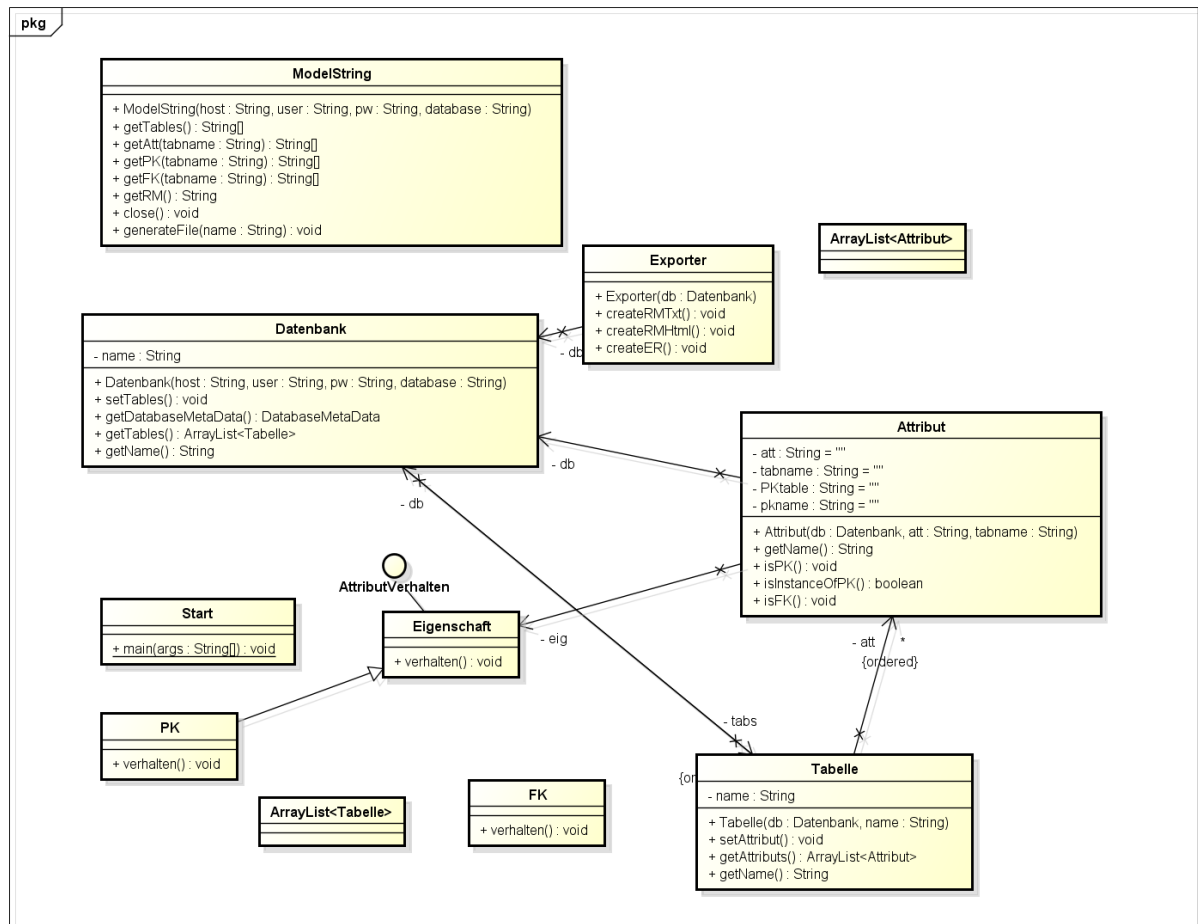 pkg
ModelString
+ ModelString(host : String, user : String, pw : String, database : String)
+ getTables() : String[]
+ getAtt(tabname : String) : String[]
+ getPK(tabname : String) : String[]
+ getFK(tabname : String) : String[]
+ getRM() : String
+ close() : void
+ generateFile(name : String) : void
ArrayList<Attribut>
Exporter
+ Exporter(db : Datenbank)
+ createRMTxt() : void
+ createRMHtml() : void
+ createER() : void
- db
Datenbank
- name : String
+ Datenbank(host : String, user : String, pw : String, database : String)
+ setTables() : void
+ getDatabaseMetaData() : DatabaseMetaData
+ getTables() : ArrayList<Tabelle>
+ getName() : String
- db
- db
Attribut
- att : String = ""
- tabname : String = ""
- PKtable : String = ""
- pkname : String = ""
+ Attribut(db : Datenbank, att : String, tabname : String)
+ getName() : String
+ isPK() : void
+ isInstanceOfPK() : boolean
+ isFK() : void
AttributVerhalten
Start
+ main(args : String[]) : void
Eigenschaft
+ verhalten() : void
- eig
- att
*
{ordered}
PK
+ verhalten() : void
- tabs
{or
ArrayList<Tabelle>
FK
+ verhalten() : void
Tabelle
- name : String
+ Tabelle(db : Datenbank, name : String)
+ setAttribut() : void
+ getAttributs() : ArrayList<Attribut>
+ getName() : String